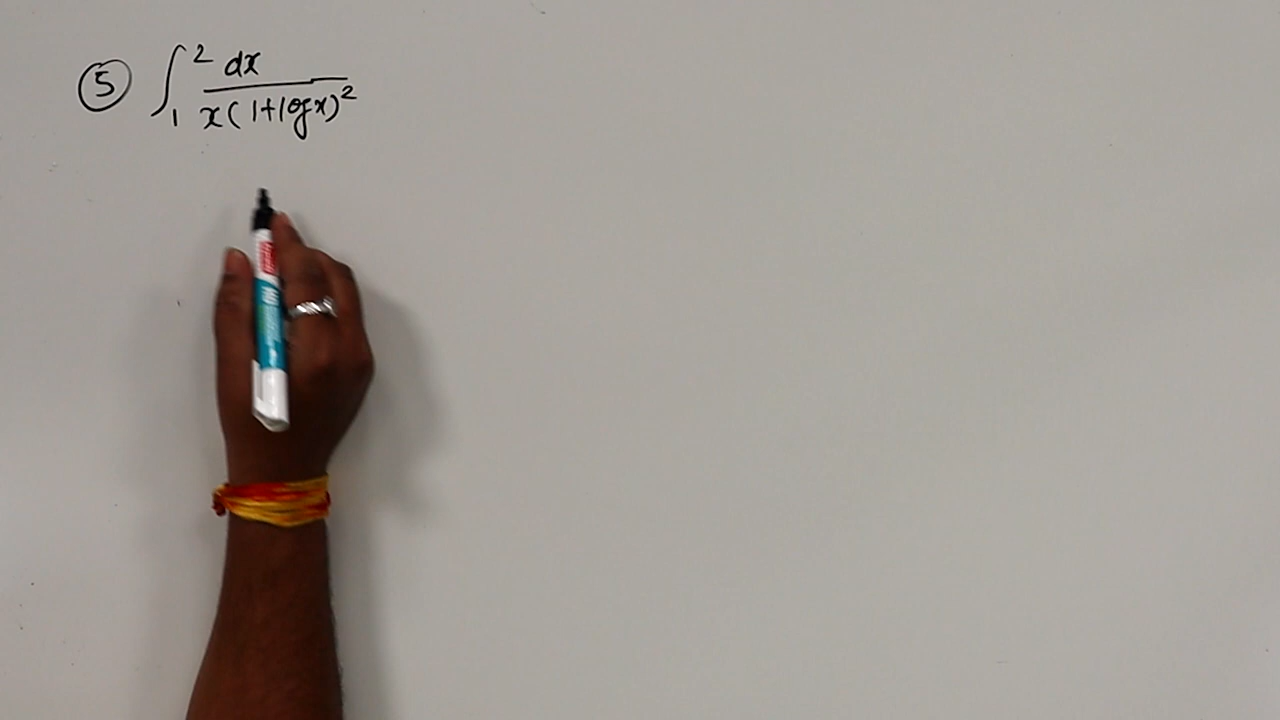 ⑤ ∫₁² dx / x(1+logx)²